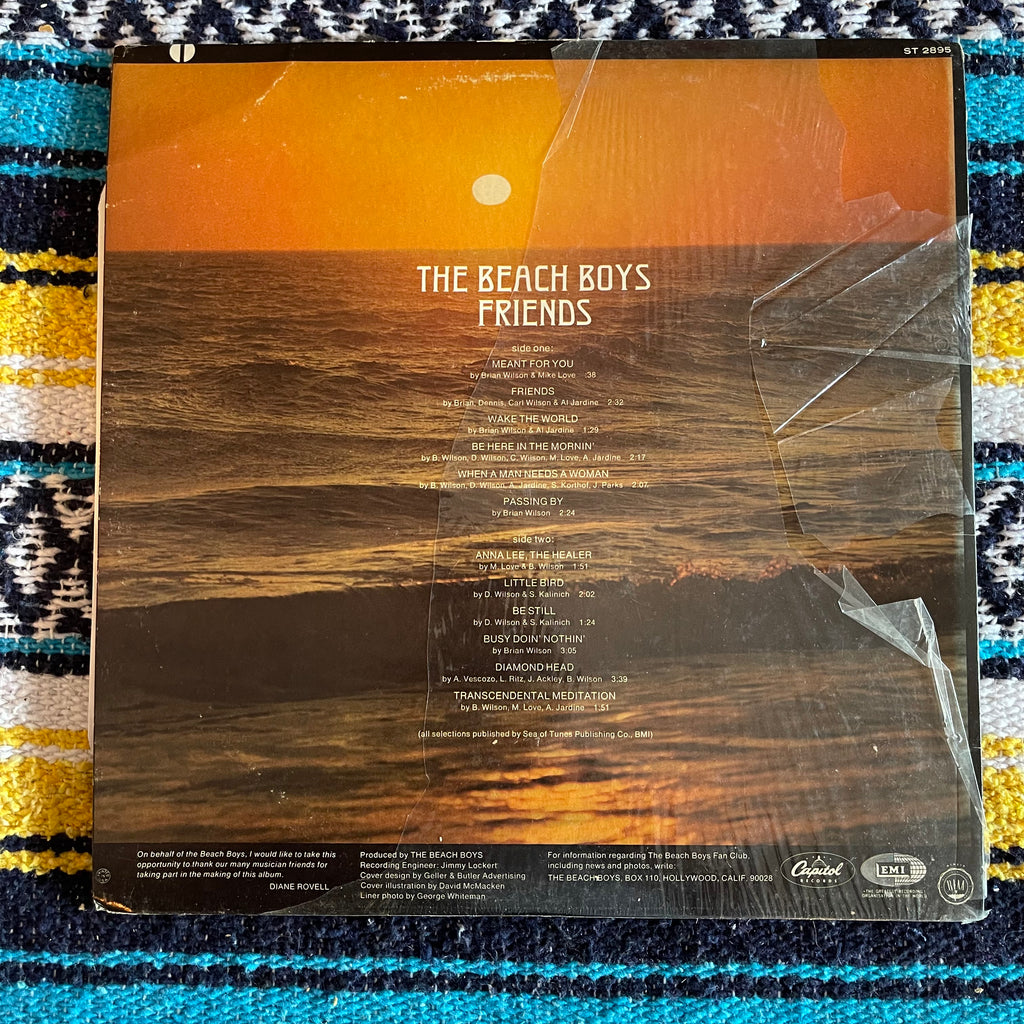 ST 2895
THE BEACH BOYS
FRIENDS
side one:
MEANT FOR YOU
by Brian Wilson & Mike Love :38
FRIENDS
by Brian, Dennis, Carl Wilson & Al Jardine 2:32
WAKE THE WORLD
by Brian Wilson & Al Jardine 1:29
BE HERE IN THE MORNIN'
by B. Wilson, D. Wilson, C. Wilson, M. Love, A. Jardine 2:17
WHEN A MAN NEEDS A WOMAN
by B. Wilson, D. Wilson, A. Jardine, S. Korthof, J. Parks 2:07
PASSING BY
by Brian Wilson 2:24
side two:
ANNA LEE, THE HEALER
by M. Love & B. Wilson 1:51
LITTLE BIRD
by D. Wilson & S. Kalinich 2:02
BE STILL
by D. Wilson & S. Kalinich 1:24
BUSY DOIN' NOTHIN'
by Brian Wilson 3:05
DIAMOND HEAD
by A. Vescozo, L. Ritz, J. Ackley, B. Wilson 3:39
TRANSCENDENTAL MEDITATION
by B. Wilson, M. Love, A. Jardine 1:51
(all selections published by Sea of Tunes Publishing Co., BMI)
On behalf of the Beach Boys, I would like to take this
opportunity to thank our many musician friends for
taking part in the making of this album.
DIANE ROVELL
Produced by THE BEACH BOYS
Recording Engineer: Jimmy Lockert
Cover design by Geller & Butler Advertising
Cover illustration by David McMacken
Liner photo by George Whiteman
For information regarding The Beach Boys Fan Club,
including news and photos, write:
THE BEACH BOYS, BOX 110, HOLLYWOOD, CALIF. 90028
Capitol
RECORDS
EMI
THE GREATEST RECORDING
ORGANISATION IN THE WORLD